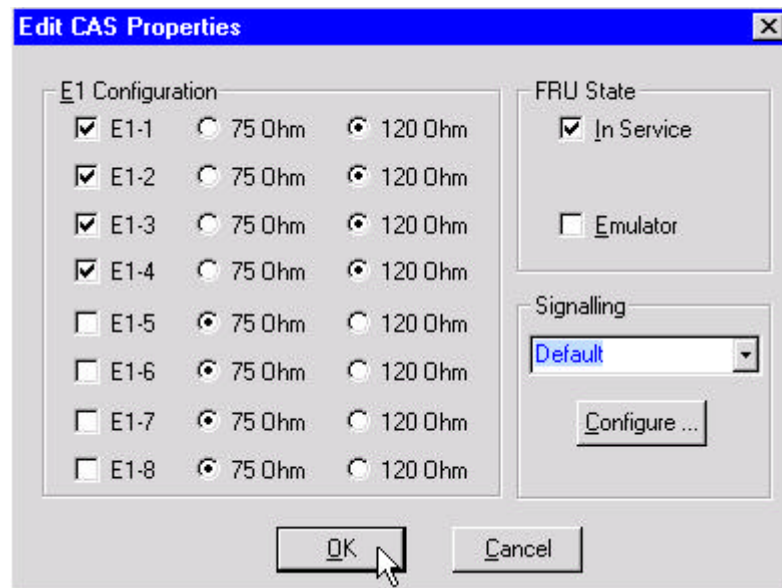 Edit CAS Properties
E1 Configuration
E1-1 75 Ohm 120 Ohm
E1-2 75 Ohm 120 Ohm
E1-3 75 Ohm 120 Ohm
E1-4 75 Ohm 120 Ohm
E1-5 75 Ohm 120 Ohm
E1-6 75 Ohm 120 Ohm
E1-7 75 Ohm 120 Ohm
E1-8 75 Ohm 120 Ohm
FRU State
In Service
Emulator
Signalling
Default
Configure ...
OK Cancel